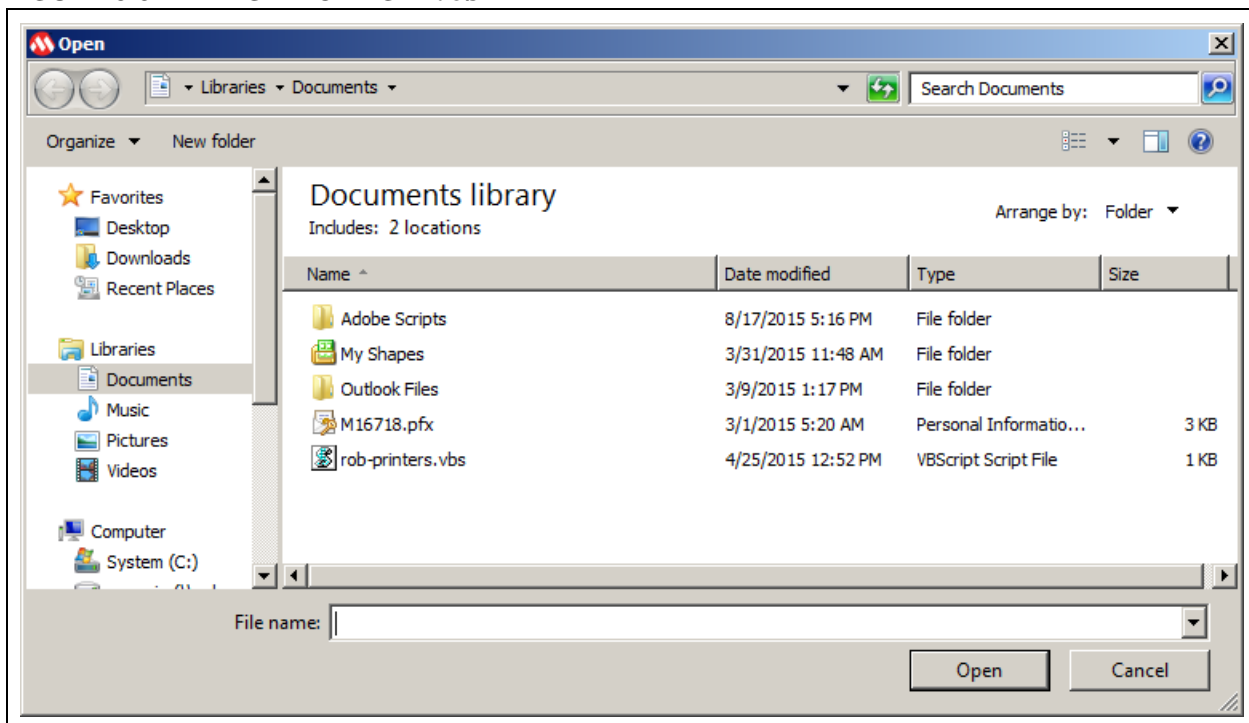 Open
Libraries Documents
Search Documents
Organize New folder
Favorites
Desktop
Downloads
Recent Places
Libraries
Documents
Music
Pictures
Videos
Computer
System (C:)
Documents library
Includes: 2 locations
Arrange by: Folder
Name Date modified Type Size
Adobe Scripts 8/17/2015 5:16 PM File folder
My Shapes 3/31/2015 11:48 AM File folder
Outlook Files 3/9/2015 1:17 PM File folder
M16718.pfx 3/1/2015 5:20 AM Personal Informatio... 3 KB
rob-printers.vbs 4/25/2015 12:52 PM VBScript Script File 1 KB
File name:
Open Cancel